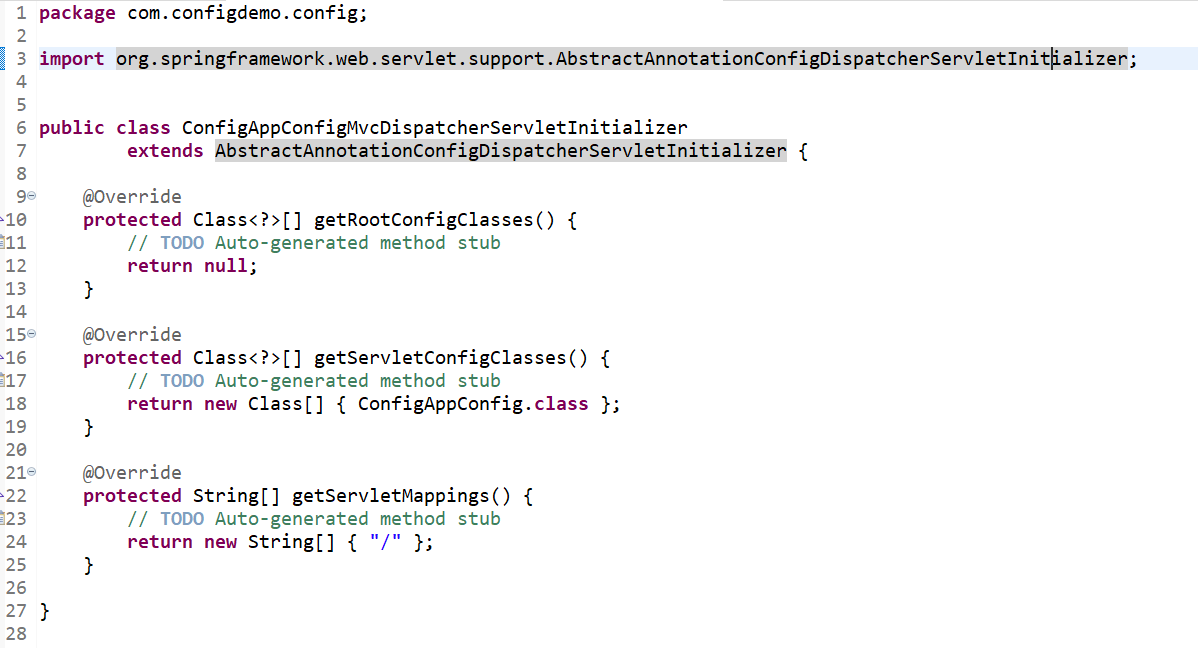 1 package com.configdemo.config;
2
3 import org.springframework.web.servlet.support.AbstractAnnotationConfigDispatcherServletInitializer;
4
5
6 public class ConfigAppConfigMvcDispatcherServletInitializer
7         extends AbstractAnnotationConfigDispatcherServletInitializer {
8
9     @Override
10     protected Class<?>[] getRootConfigClasses() {
11         // TODO Auto-generated method stub
12         return null;
13     }
14
15     @Override
16     protected Class<?>[] getServletConfigClasses() {
17         // TODO Auto-generated method stub
18         return new Class[] { ConfigAppConfig.class };
19     }
20
21     @Override
22     protected String[] getServletMappings() {
23         // TODO Auto-generated method stub
24         return new String[] { "/" };
25     }
26
27 }
28